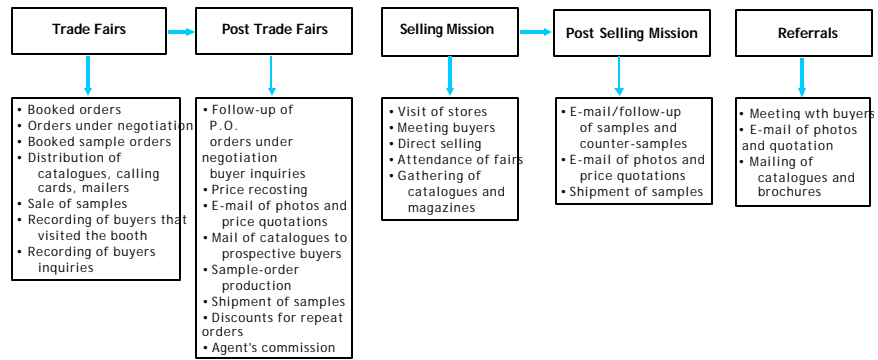 Trade Fairs
• Booked orders
• Orders under negotiation
• Booked sample orders
• Distribution of
catalogues, calling
cards, mailers
• Sale of samples
• Recording of buyers that
visited the booth
• Recording of buyers
inquiries
Post Trade Fairs
• Follow-up of
P.O.
orders under
negotiation
buyer inquiries
• Price recosting
• E-mail of photos and
price quotations
• Mail of catalogues to
prospective buyers
• Sample-order
production
• Shipment of samples
• Discounts for repeat
orders
• Agent's commission
Selling Mission
• Visit of stores
• Meeting buyers
• Direct selling
• Attendance of fairs
• Gathering of
catalogues and
magazines
Post Selling Mission
• E-mail/follow-up
of samples and
counter-samples
• E-mail of photos and
price quotations
• Shipment of samples
Referrals
• Meeting wth buyers
• E-mail of photos
and quotation
• Mailing of
catalogues and
brochures